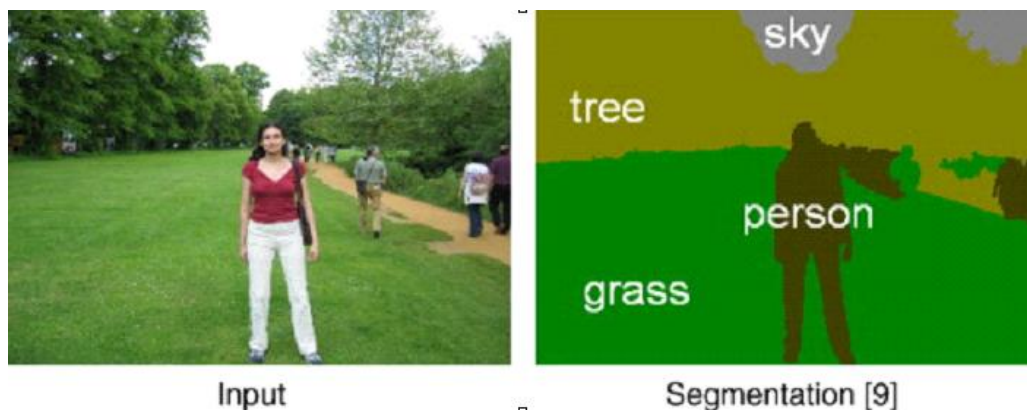 sky
tree
person
grass
Input
Segmentation [9]